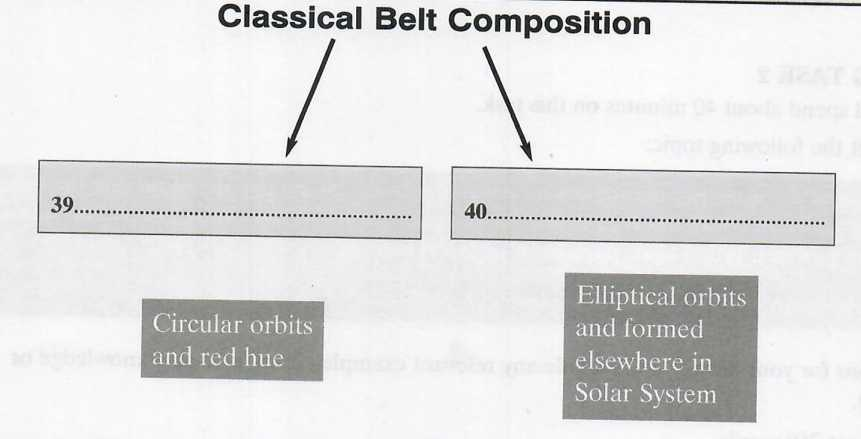 Classical Belt Composition
39........................................................
40........................................................
Circular orbits
and red hue
Elliptical orbits
and formed
elsewhere in
Solar System